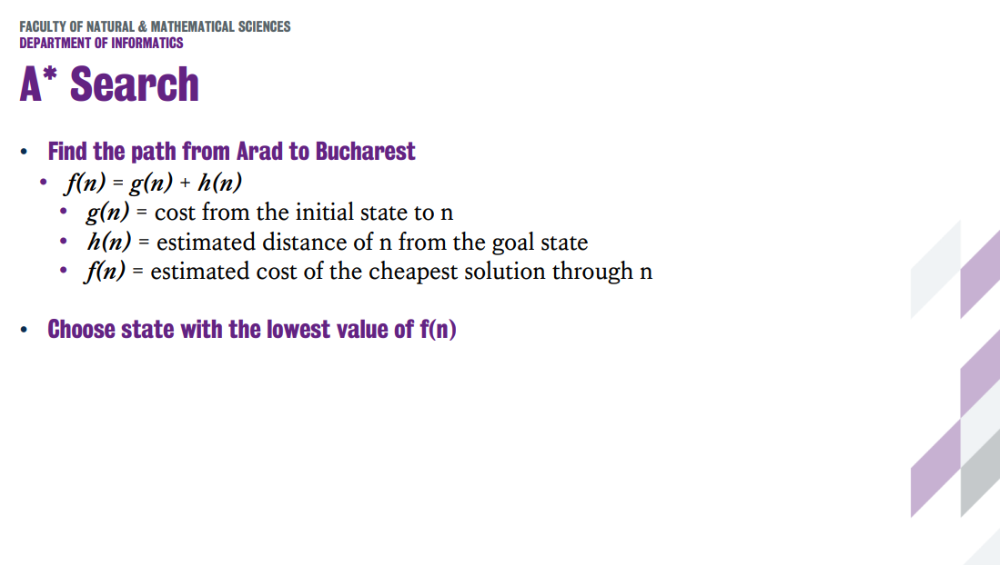 FACULTY OF NATURAL & MATHEMATICAL SCIENCES
DEPARTMENT OF INFORMATICS
A* Search
• Find the path from Arad to Bucharest
• f(n) = g(n) + h(n)
• g(n) = cost from the initial state to n
• h(n) = estimated distance of n from the goal state
• f(n) = estimated cost of the cheapest solution through n
• Choose state with the lowest value of f(n)